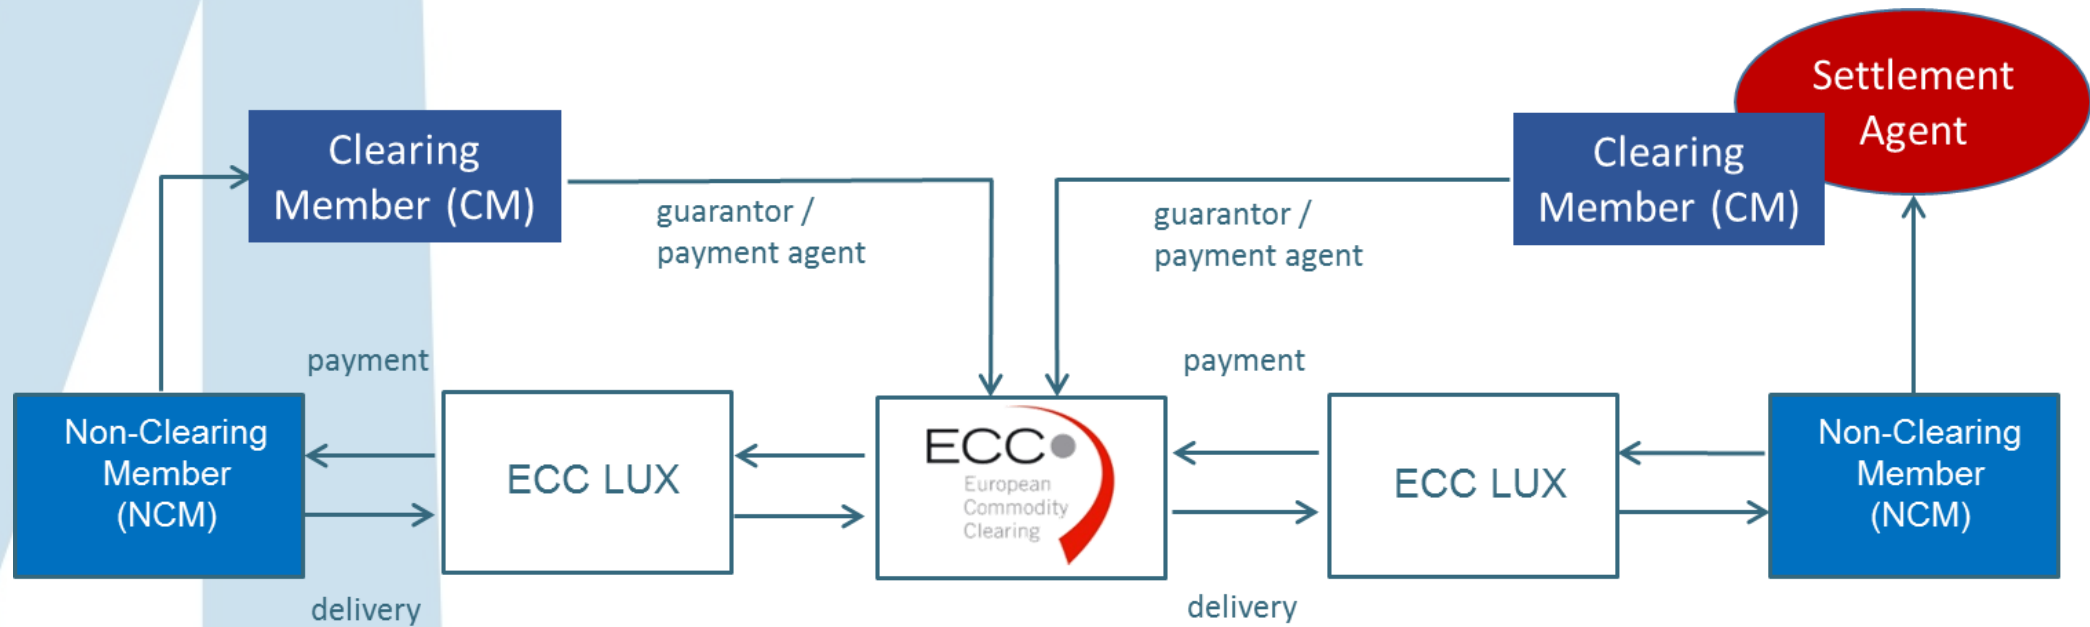 Settlement
Agent
Clearing
Member (CM)
Clearing
Member (CM)
guarantor /
payment agent
guarantor /
payment agent
payment
payment
Non-Clearing
Member
(NCM)
ECC LUX
ECC
European
Commodity
Clearing
ECC LUX
Non-Clearing
Member
(NCM)
delivery
delivery